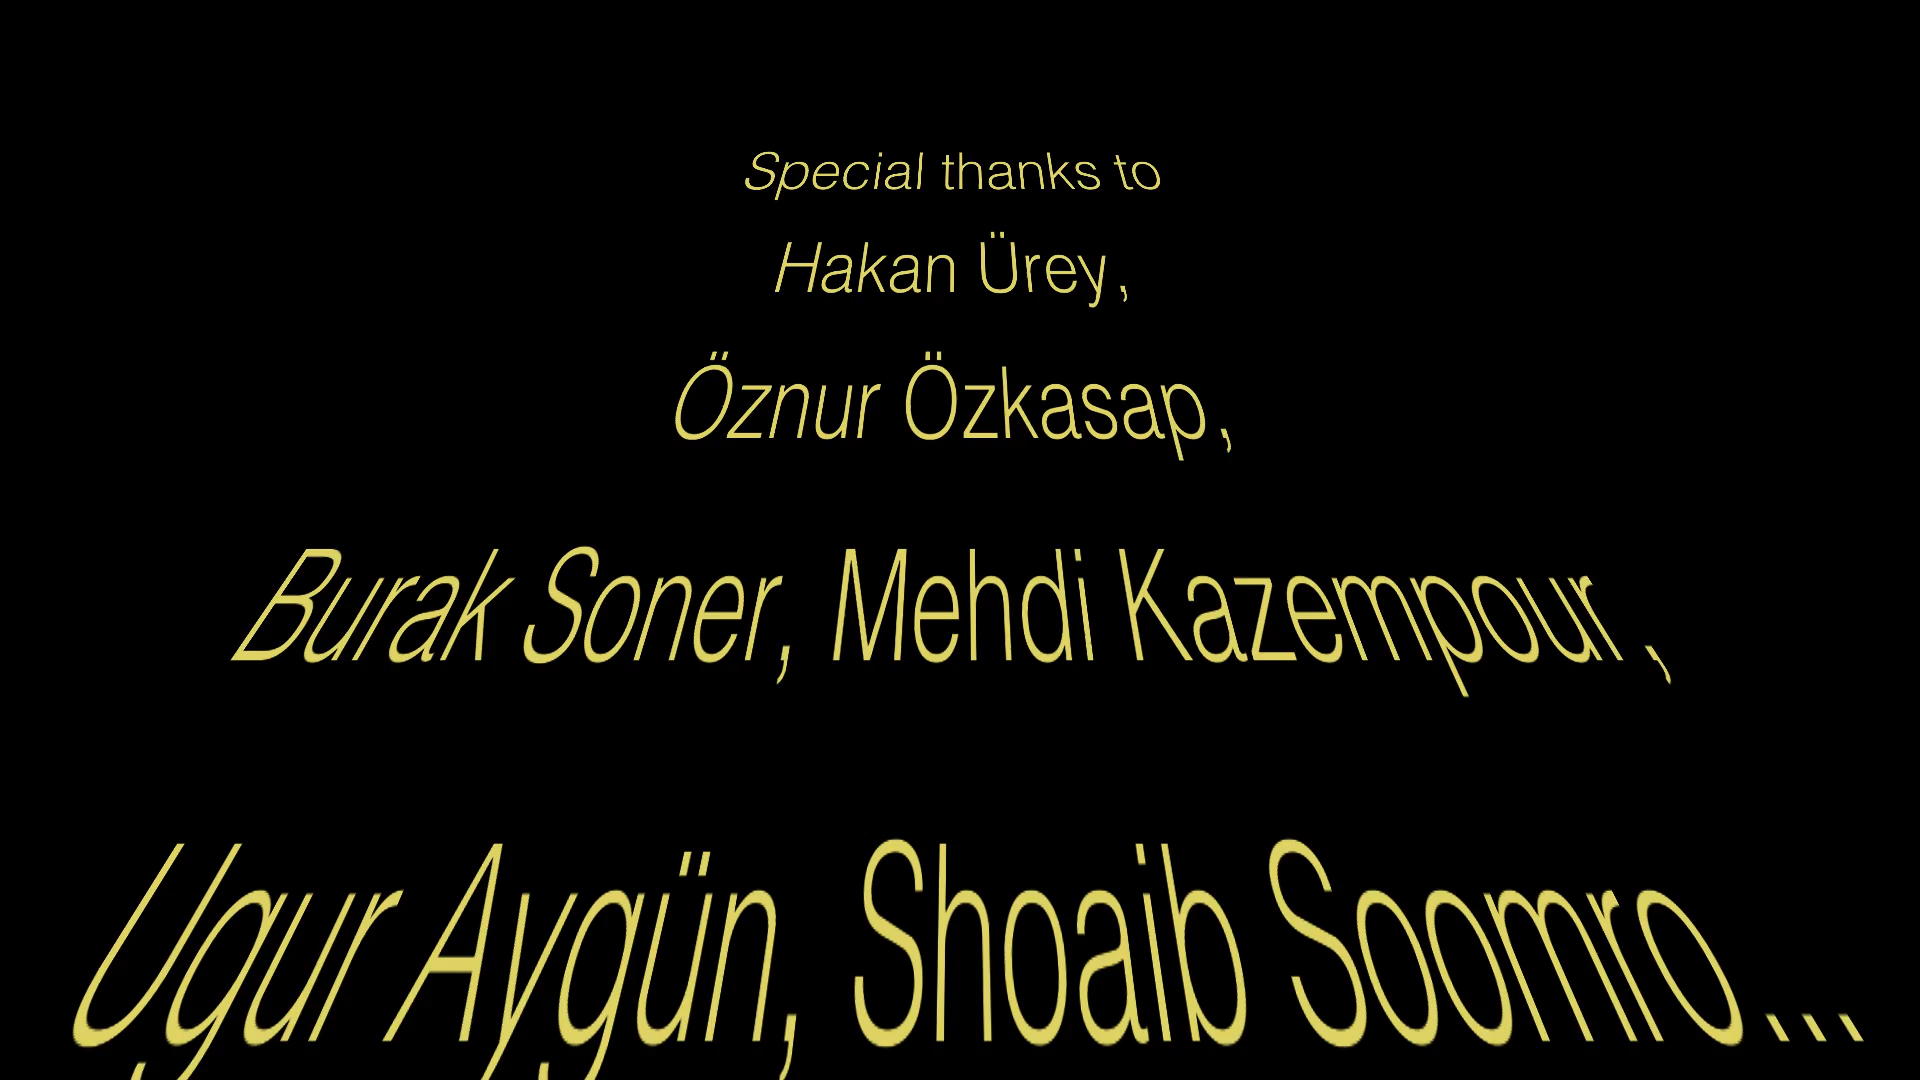 Special thanks to
Hakan Ürey,
Öznur Özkasap,
Burak Soner, Mehdi Kazempour,
Ugur Aygün, Shoaib Soomro...